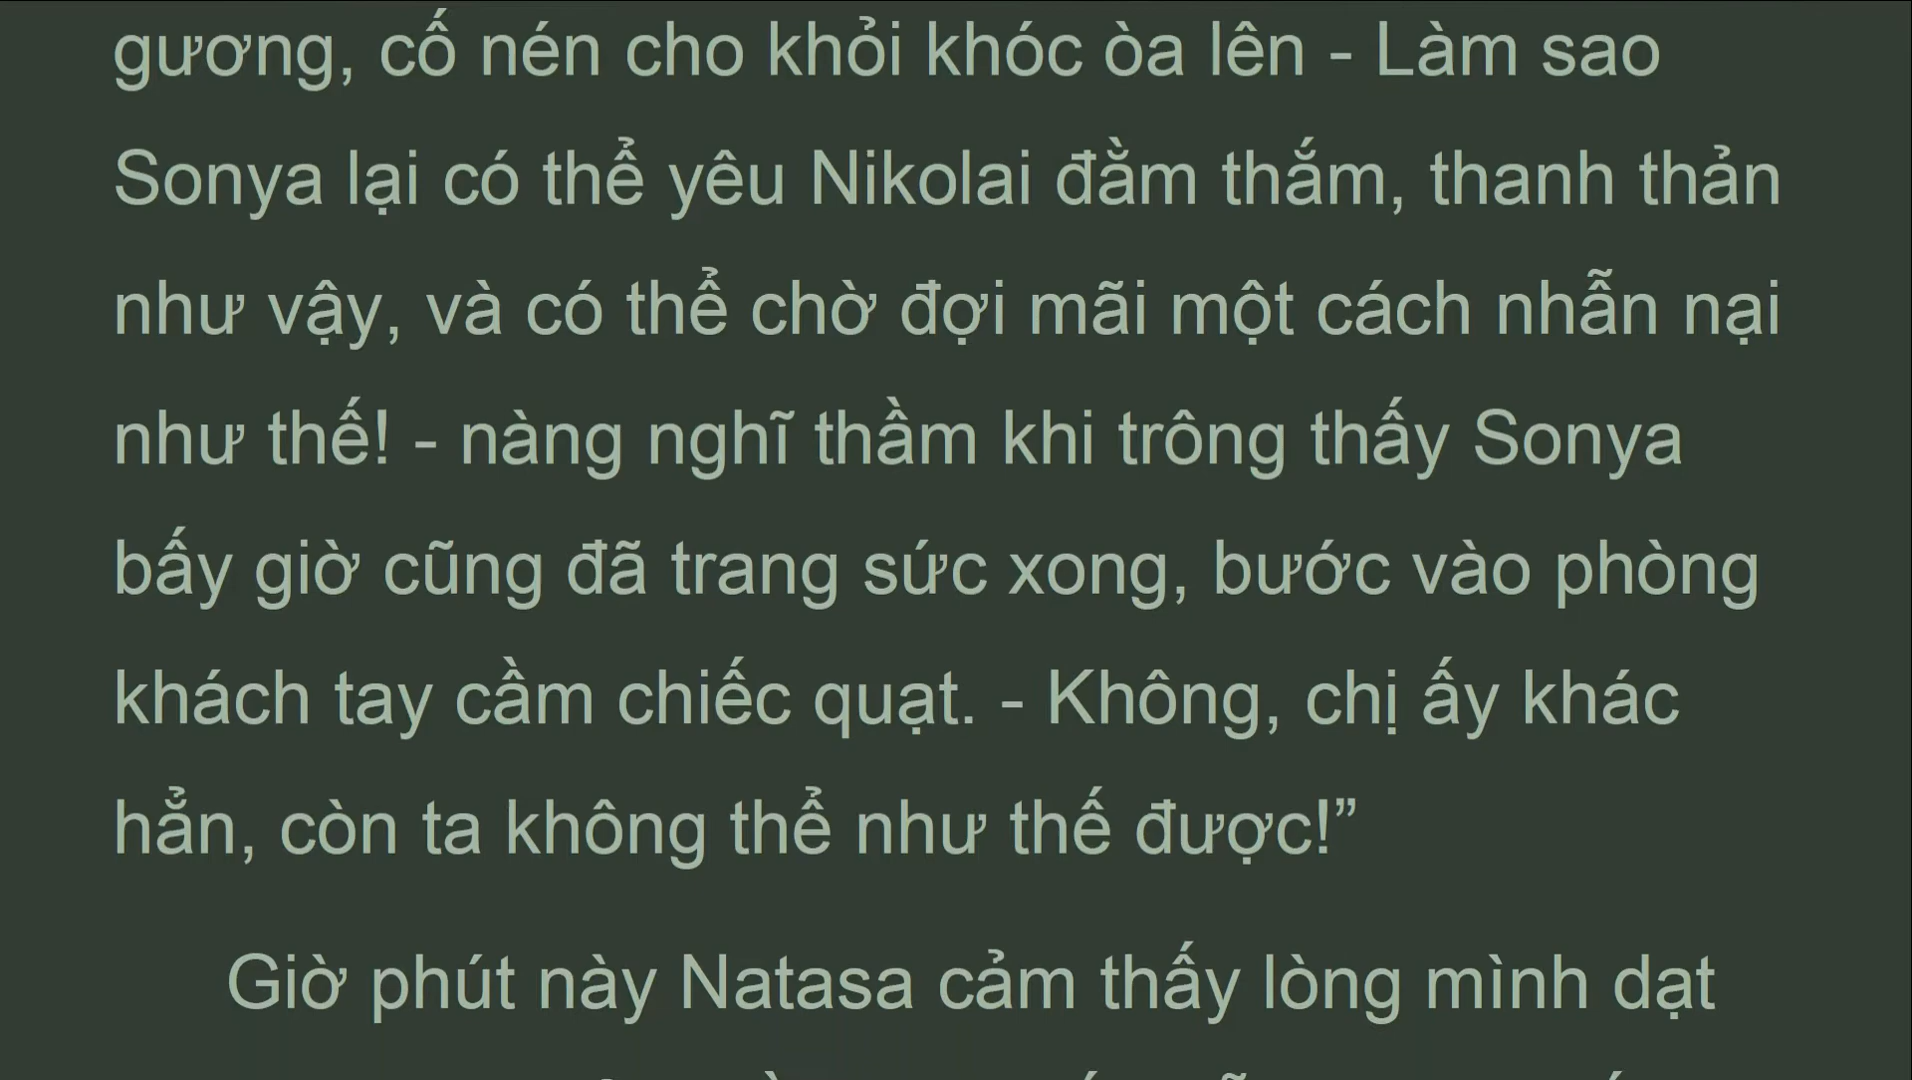 gương, cố nén cho khỏi khóc òa lên - Làm sao
Sonya lại có thể yêu Nikolai đằm thắm, thanh thản
như vậy, và có thể chờ đợi mãi một cách nhẫn nại
như thế! - nàng nghĩ thầm khi trông thấy Sonya
bấy giờ cũng đã trang sức xong, bước vào phòng
khách tay cầm chiếc quạt. - Không, chị ấy khác
hẳn, còn ta không thể như thế được!”
Giờ phút này Natasa cảm thấy lòng mình dạt